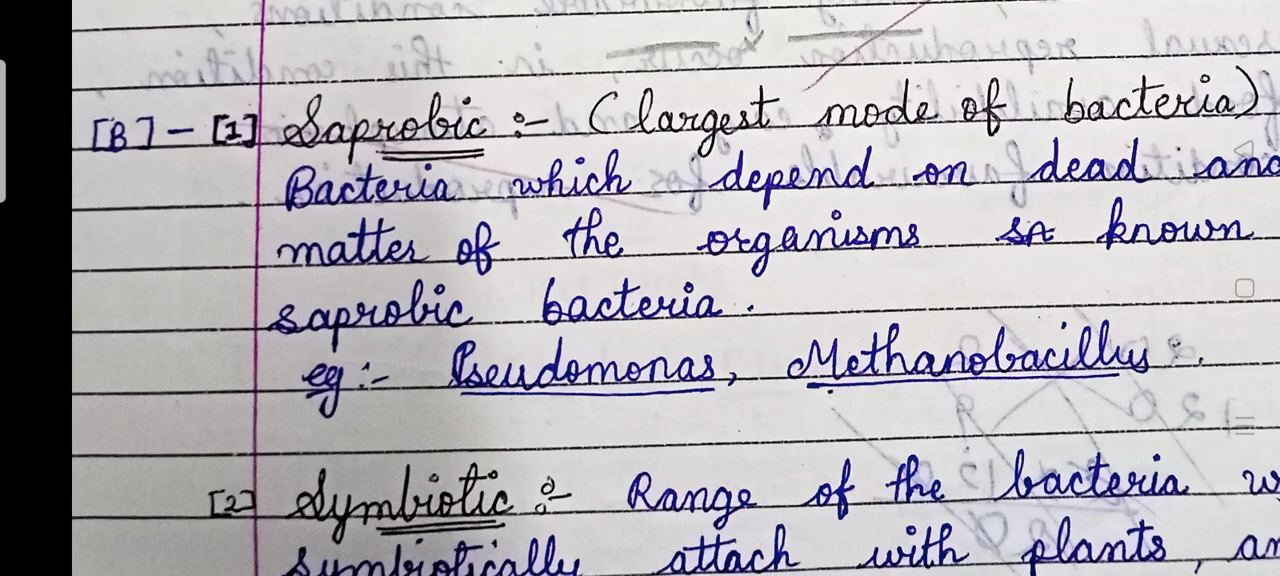 [B] - [1] Saprobic :- (largest mode of bacteria)
Bacteria which depend on dead and
matter of the organisms known
saprobic bacteria.
eg :- Pseudomonas, Methanobacillus.
[2] Symbiotic :- Range of the bacteria
symbiotically attach with plants,